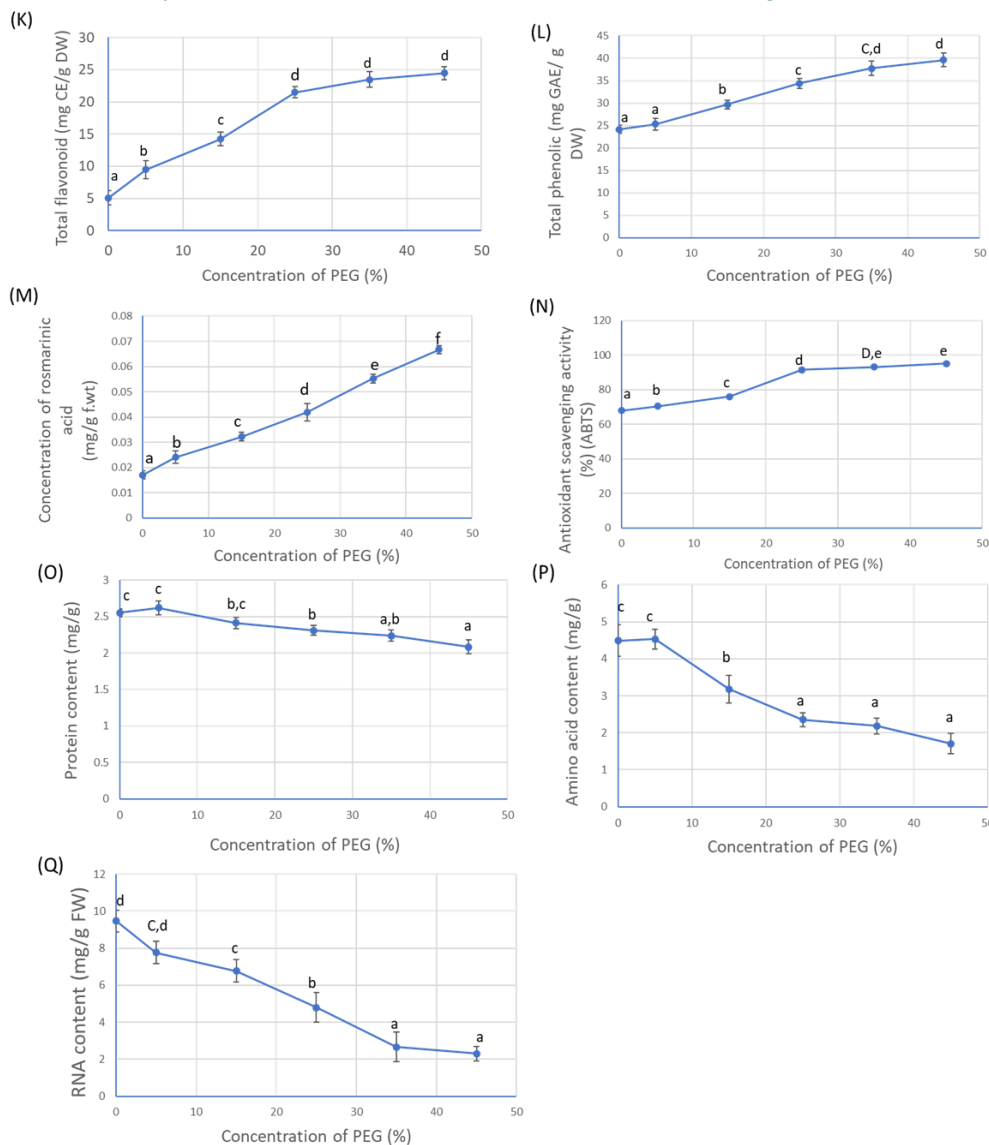 (K)
Total flavonoid (mg CE/g DW)
30
25
20
15
10
5
0
a
b
c
d
d
d
0
10
20
30
40
50
Concentration of PEG (%)
(L)
Total phenolic (mg GAE/ g
DW)
45
40
35
30
25
20
15
10
5
0
a
a
b
c
C,d
d
0
10
20
30
40
50
Concentration of PEG (%)
(M)
Concentration of rosmarinic
acid
(mg/g f.wt)
0.08
0.07
0.06
0.05
0.04
0.03
0.02
0.01
0
a
b
c
d
e
f
0
10
20
30
40
50
Concentration of PEG (%)
(N)
Antioxidant scavenging activity
(%) (ABTS)
120
100
80
60
40
20
0
a
b
c
d
D,e
e
0
10
20
30
40
50
Concentration of PEG (%)
(O)
Protein content (mg/g)
3
2.5
2
1.5
1
0.5
0
c
c
b,c
b
a,b
a
0
10
20
30
40
50
Concentration of PEG (%)
(P)
Amino acid content (mg/g)
6
5
4
3
2
1
0
c
c
b
a
a
a
0
10
20
30
40
50
Concentration of PEG (%)
(Q)
RNA content (mg/g FW)
12
10
8
6
4
2
0
d
C,d
c
b
a
a
0
10
20
30
40
50
Concentration of PEG (%)